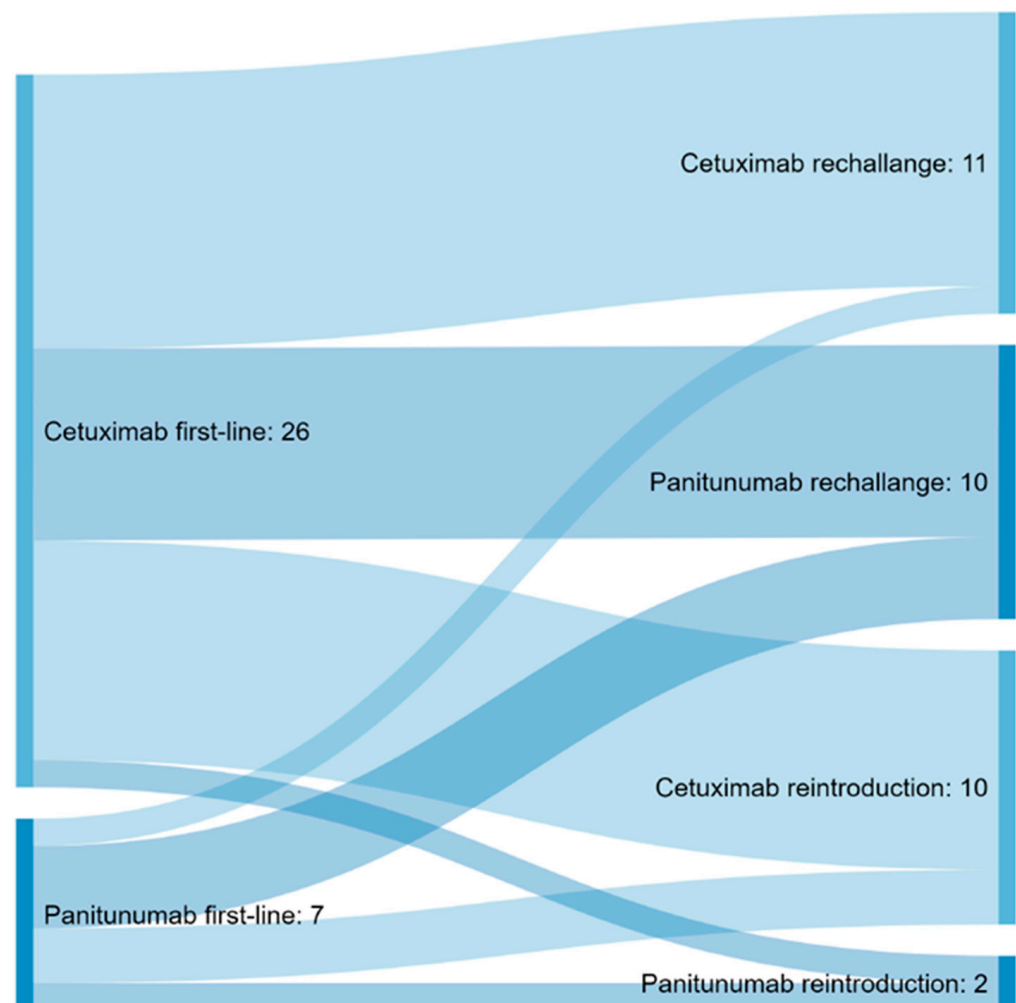 Cetuximab rechallange: 11
Cetuximab first-line: 26
Panitunumab rechallange: 10
Cetuximab reintroduction: 10
Panitunumab first-line: 7
Panitunumab reintroduction: 2